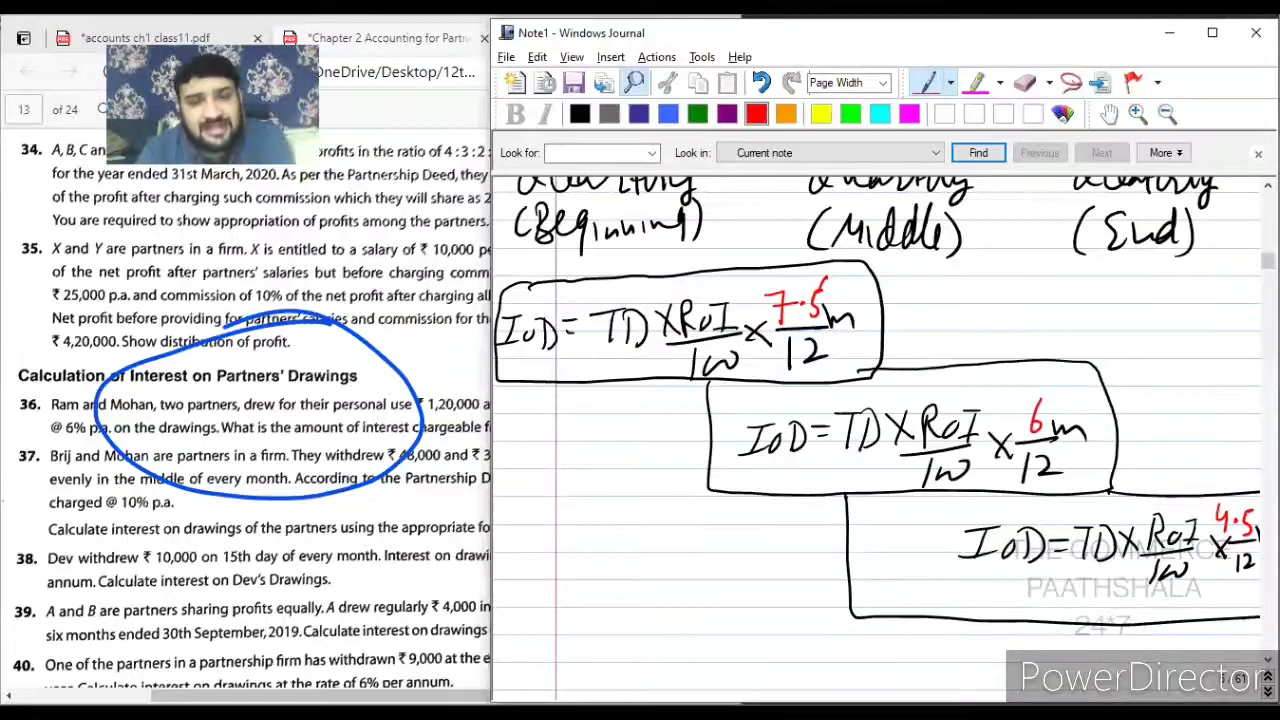 Note1 - Windows Journal
*accounts ch1 class11.pdf
*Chapter 2 Accounting for Partn
OneDrive/Desktop/12t...
File Edit View Insert Actions Tools Help
Page Width
13 of 24
Look for: Look in: Current note Find Previous Next More
34. A, B, C an profits in the ratio of 4 : 3 : 2 :
for the year ended 31st March, 2020. As per the Partnership Deed, they
of the profit after charging such commission which they will share as 2
You are required to show appropriation of profits among the partners.
35. X and Y are partners in a firm. X is entitled to a salary of ₹ 10,000 pe
of the net profit after partners' salaries but before charging comm
₹ 25,000 p.a. and commission of 10% of the net profit after charging all
Net profit before providing for partners' salaries and commission for the
₹ 4,20,000. Show distribution of profit.
Calculation of Interest on Partners' Drawings
36. Ram and Mohan, two partners, drew for their personal use ₹ 1,20,000 a
@ 6% p.a. on the drawings. What is the amount of interest chargeable f
37. Brij and Mohan are partners in a firm. They withdrew ₹ 48,000 and ₹ 3
evenly in the middle of every month. According to the Partnership D
charged @ 10% p.a.
Calculate interest on drawings of the partners using the appropriate fo
38. Dev withdrew ₹ 10,000 on 15th day of every month. Interest on drawi
annum. Calculate interest on Dev's Drawings.
39. A and B are partners sharing profits equally. A drew regularly ₹ 4,000 in
six months ended 30th September, 2019. Calculate interest on drawings
40. One of the partners in a partnership firm has withdrawn ₹ 9,000 at the e
year. Calculate interest on drawings at the rate of 6% per annum.
(Beginning) (Middle) (End)
IOD = TD × ROI/100 × 7.5/12 m
IOD = TD × ROI/100 × 6/12 m
IOD = TD × ROI/100 × 4.5/12
THE COMMERCE
PAATHSHALA
24*7
PowerDirector